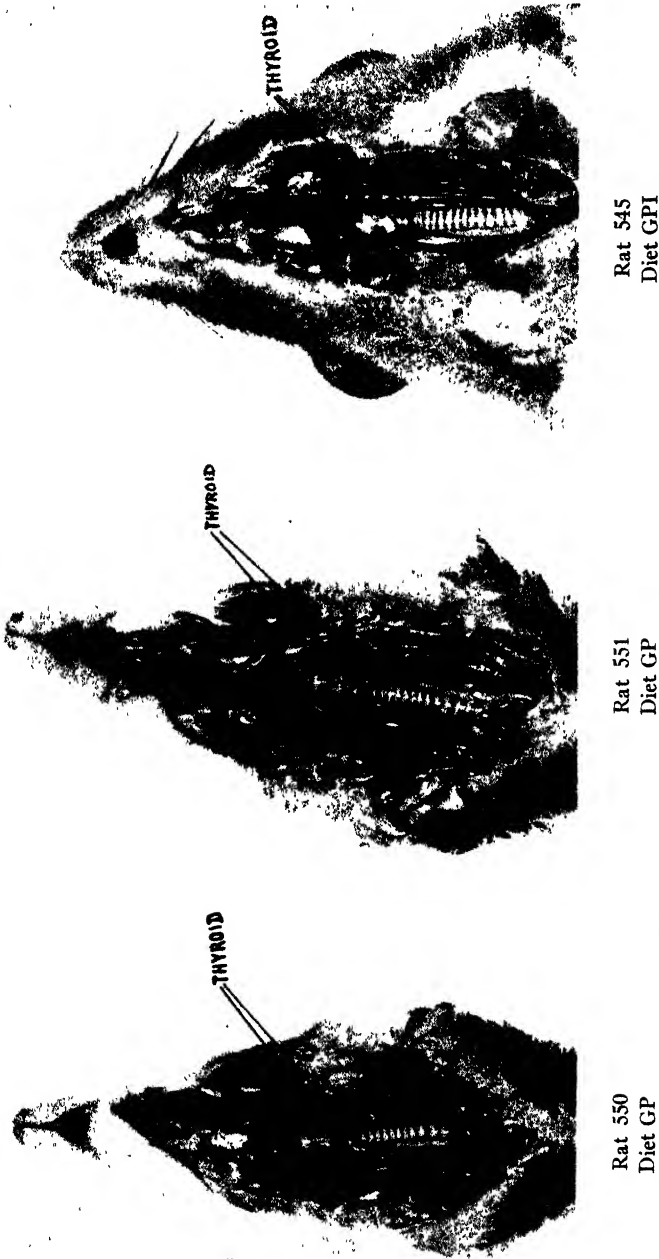 THYROID
Rat 545
Diet GPI
THYROID
Rat 551
Diet GP
THYROID
Rat 550
Diet GP